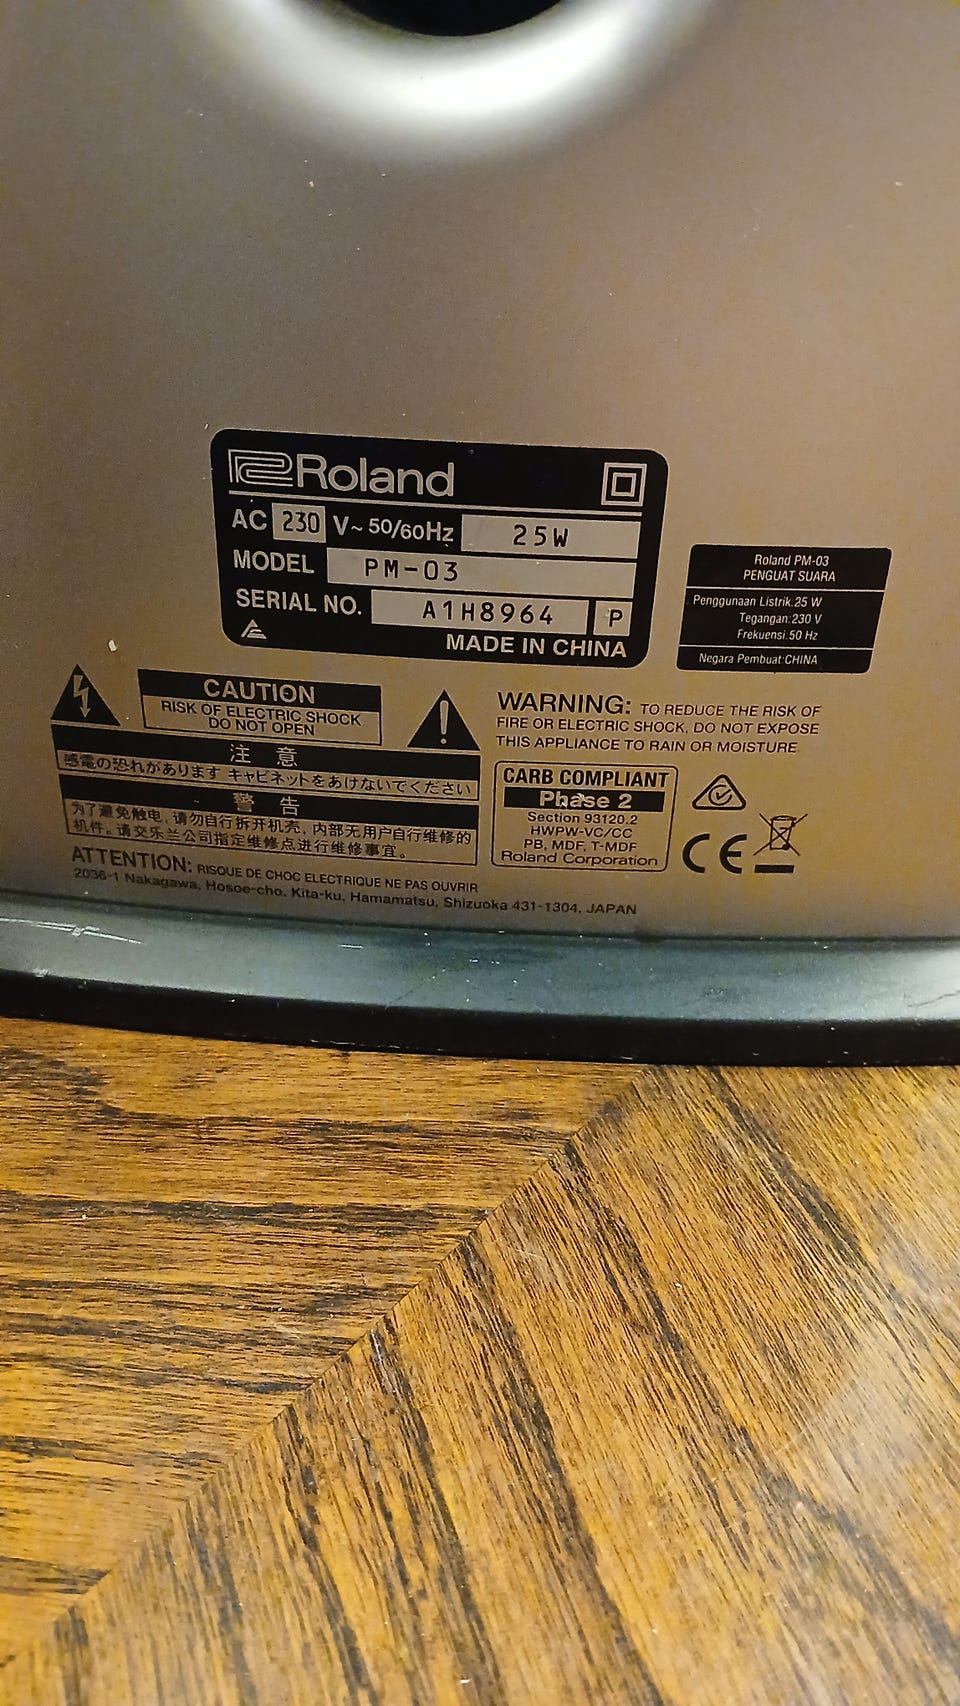 Roland
AC 230 V~ 50/60Hz 25W
MODEL PM-03
SERIAL NO. A1H8964 P
MADE IN CHINA
Roland PM-03
PENGUAT SUARA
Penggunaan Listrik:25 W
Tegangan:230 V
Frekuensi:50 Hz
Negara Pembuat:CHINA
CAUTION
RISK OF ELECTRIC SHOCK
DO NOT OPEN
注 意
感電の恐れがあります キャビネットをあけないでください
警 告
为了避免触电, 请勿自行拆开机壳, 内部无用户自行维修的
机件。请交乐兰公司指定维修点进行维修事宜。
ATTENTION: RISQUE DE CHOC ELECTRIQUE NE PAS OUVRIR
2036-1 Nakagawa, Hosoe-cho, Kita-ku, Hamamatsu, Shizuoka 431-1304, JAPAN
WARNING: TO REDUCE THE RISK OF
FIRE OR ELECTRIC SHOCK, DO NOT EXPOSE
THIS APPLIANCE TO RAIN OR MOISTURE.
CARB COMPLIANT
Phase 2
Section 93120.2
HWPW-VC/CC
PB, MDF, T-MDF
Roland Corporation
CE